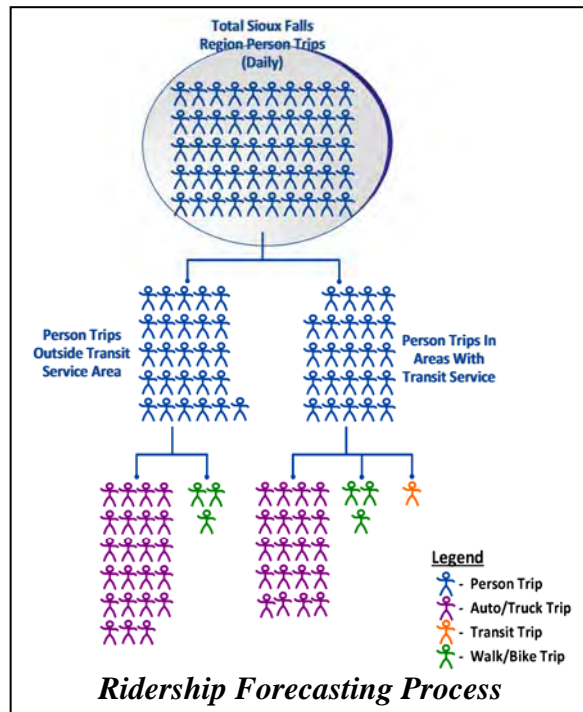 Total Sioux Falls
Region Person Trips
(Daily)
Person Trips
Outside Transit
Service Area
Person Trips In
Areas With
Transit Service
Legend
- Person Trip
- Auto/Truck Trip
- Transit Trip
- Walk/Bike Trip
Ridership Forecasting Process